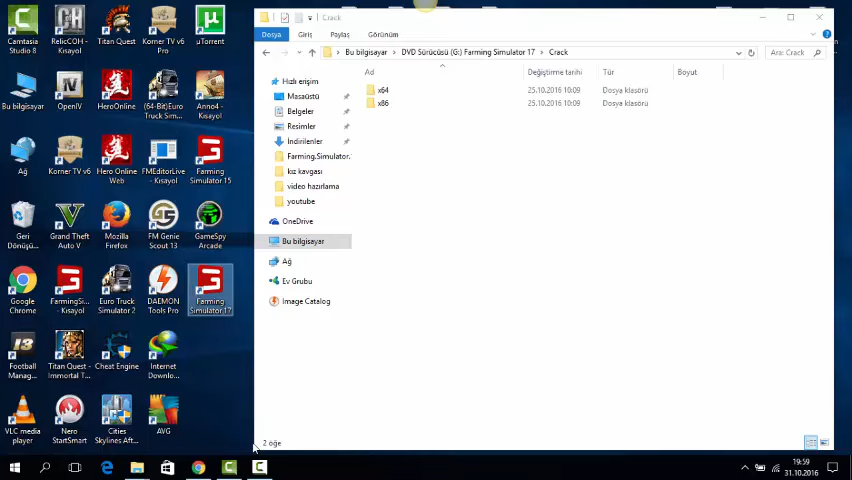 Camtasia
Studio 8
RelicCOH -
Kısayol
Titan Quest
Korner TV v6
Pro
µTorrent
Bu bilgisayar
OpenIV
HeroOnline
(64-Bit)Euro
Truck Sim...
Anno4 -
Kısayol
Ağ
Korner TV v6
Hero Online
Web
FMEditorLive
- Kısayol
Farming
Simulator 15
Geri
Dönüşü...
Grand Theft
Auto V
Mozilla
Firefox
FM Genie
Scout 13
GameSpy
Arcade
Google
Chrome
FarmingSi...
- Kısayol
Euro Truck
Simulator 2
DAEMON
Tools Pro
Farming
Simulator 17
13
Football
Manag...
Titan Quest -
Immortal T...
Cheat Engine
Internet
Downlo...
VLC media
player
Nero
StartSmart
Cities
Skylines Aft...
AVG
Crack
Dosya
Giriş
Paylaş
Görünüm
Bu bilgisayar
DVD Sürücüsü (G:) Farming Simulator 17
Crack
Ara: Crack
Ad
Değiştirme tarihi
Tür
Boyut
x64
25.10.2016 10:09
Dosya klasörü
x86
25.10.2016 10:09
Dosya klasörü
Hızlı erişim
Masaüstü
Belgeler
Resimler
İndirilenler
Farming.Simulator.
kız kavgası
video hazırlama
youtube
OneDrive
Bu bilgisayar
Ağ
Ev Grubu
Image Catalog
2 öğe
19:59
31.10.2016